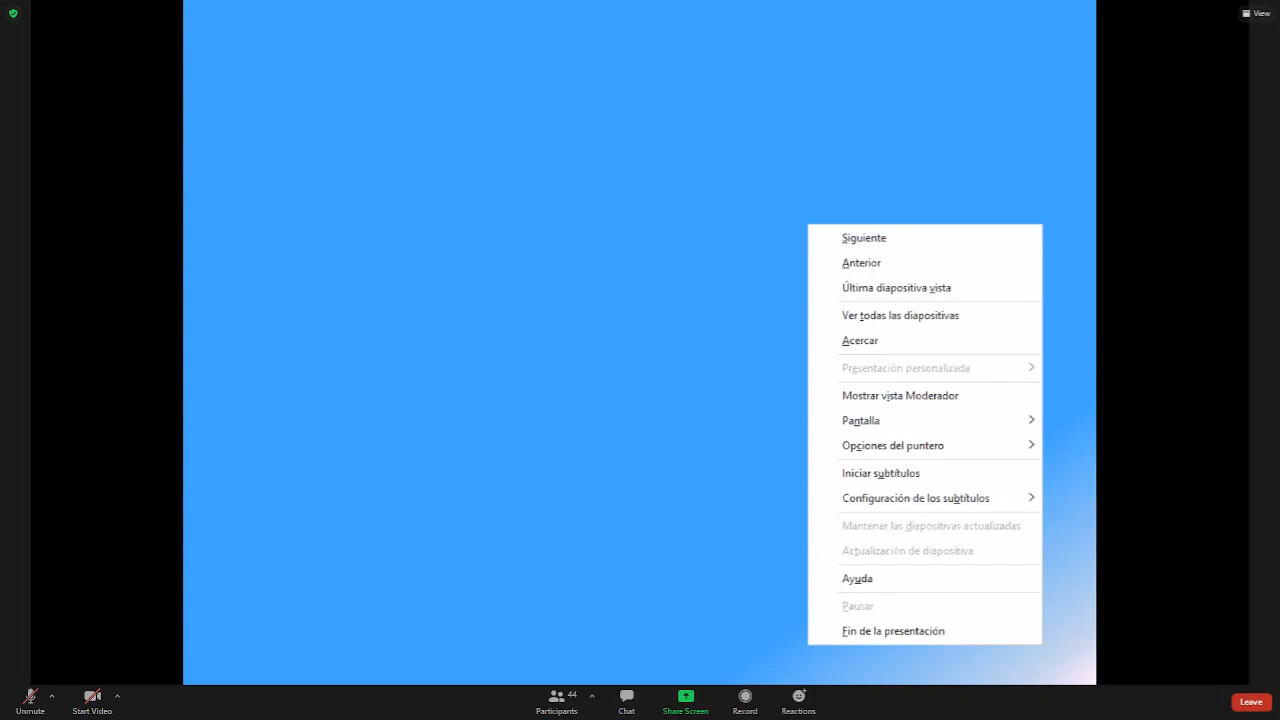 View
Siguiente
Anterior
Última diapositiva vista
Ver todas las diapositivas
Acercar
Presentación personalizada
Mostrar vista Moderador
Pantalla
Opciones del puntero
Iniciar subtítulos
Configuración de los subtítulos
Mantener las diapositivas actualizadas
Actualización de diapositiva
Ayuda
Pausar
Fin de la presentación
Unmute
Start Video
Participants 44
Chat
Share Screen
Record
Reactions
Leave